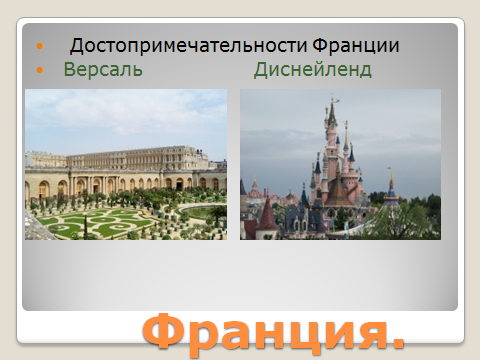 Достопримечательности Франции
Версаль Диснейленд
Франция.